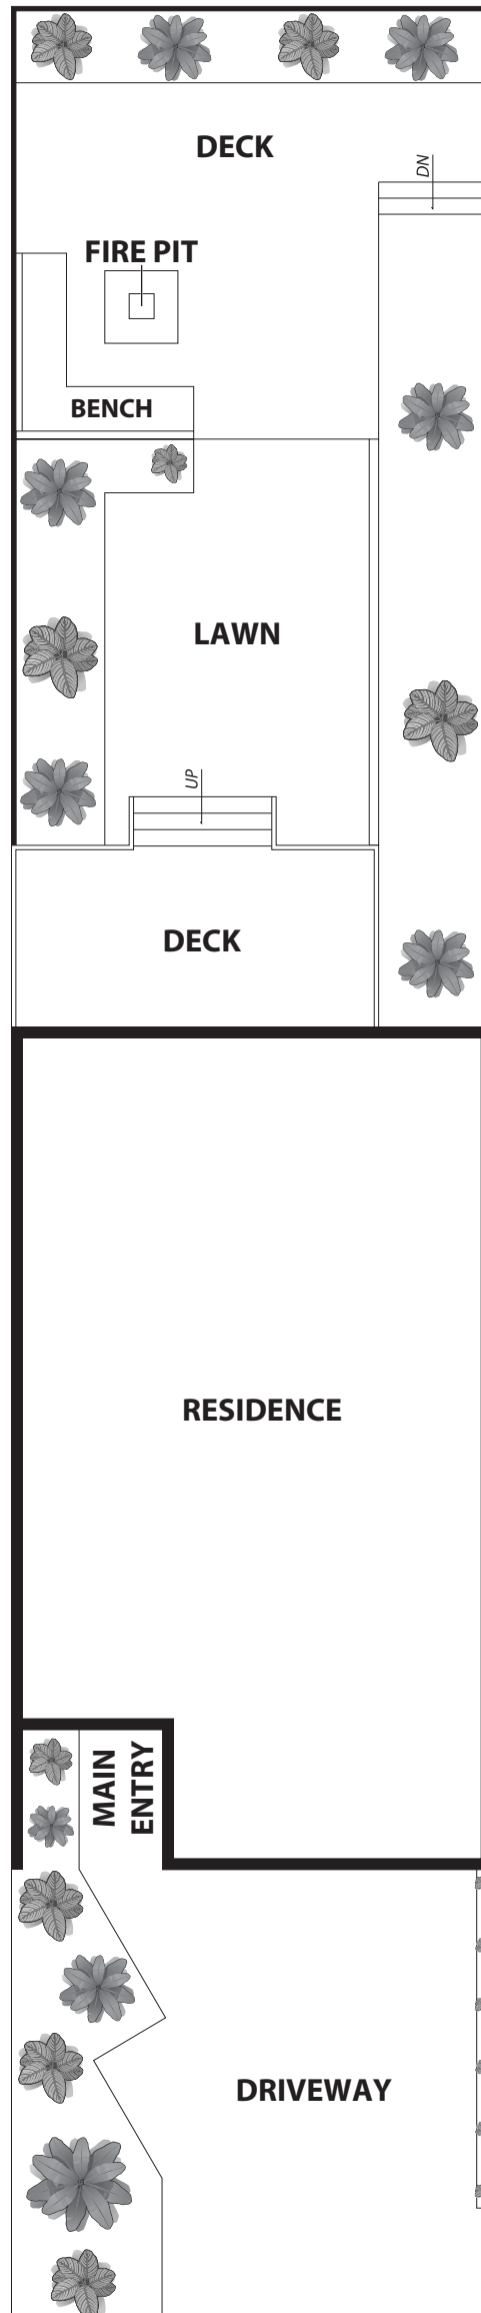 DECK
DN
FIRE PIT
BENCH
LAWN
UP
DECK
RESIDENCE
MAIN
ENTRY
DRIVEWAY